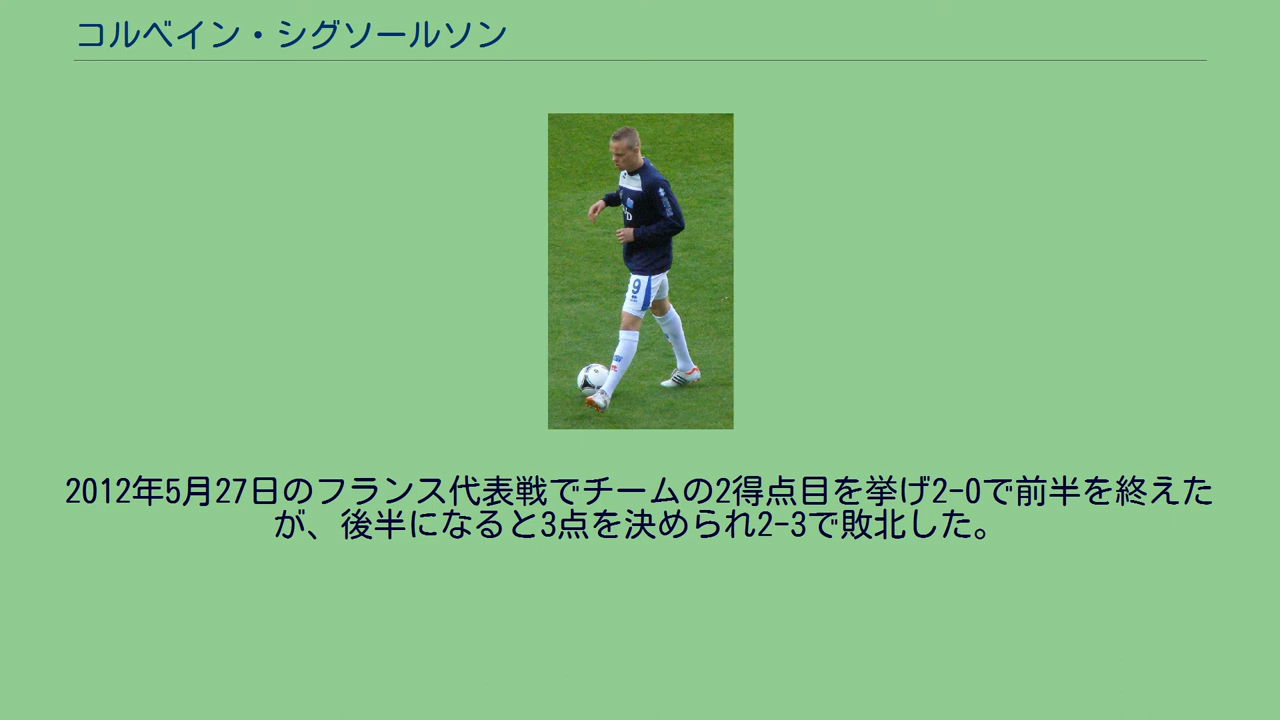 コルベイン・シグソールソン
9
2012年5月27日のフランス代表戦でチームの2得点目を挙げ2-0で前半を終えた
が、後半になると3点を決められ2-3で敗北した。